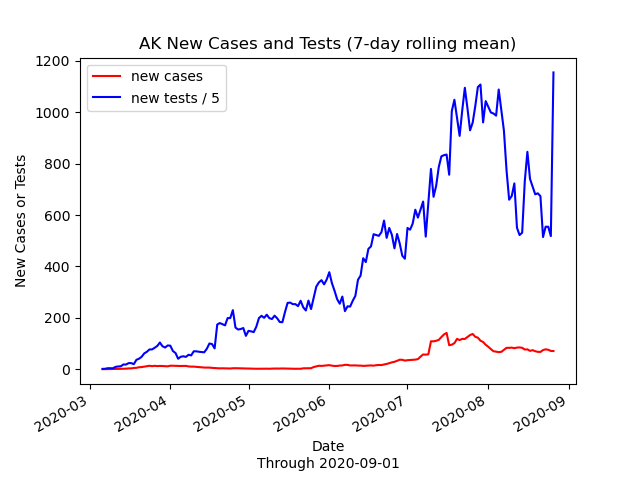 AK New Cases and Tests (7-day rolling mean)
new cases
new tests / 5
1200
1000
800
600
400
200
0
New Cases or Tests
2020-03
2020-04
2020-05
2020-06
2020-07
2020-08
2020-09
Date
Through 2020-09-01